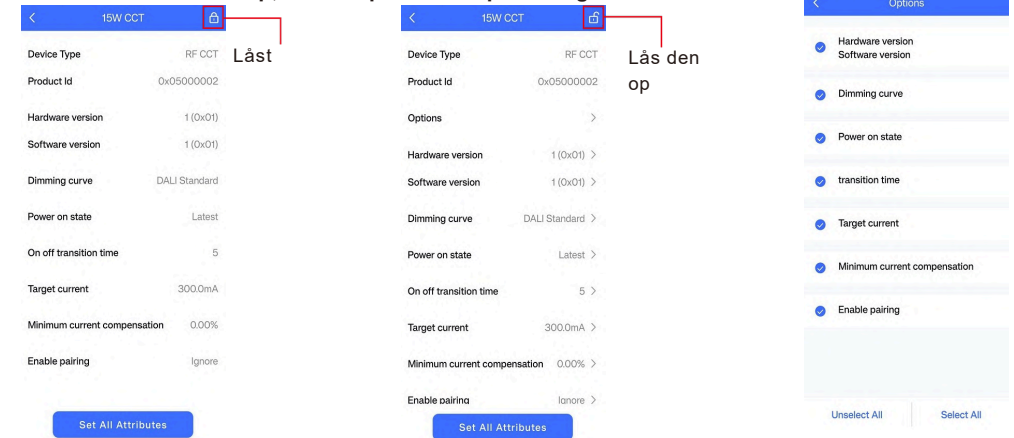 15W CCT
Device Type RF CCT
Product Id 0x05000002
Hardware version 1 (0x01)
Software version 1 (0x01)
Dimming curve DALI Standard
Power on state Latest
On off transition time 5
Target current 300.0mA
Minimum current compensation 0.00%
Enable pairing Ignore
Set All Attributes
Låst
15W CCT
Device Type RF CCT
Product Id 0x05000002
Options
Hardware version 1 (0x01)
Software version 1 (0x01)
Dimming curve DALI Standard
Power on state Latest
On off transition time 5
Target current 300.0mA
Minimum current compensation 0.00%
Enable pairing Ignore
Set All Attributes
Lås den
op
Options
Hardware version
Software version
Dimming curve
Power on state
transition time
Target current
Minimum current compensation
Enable pairing
Unselect All Select All